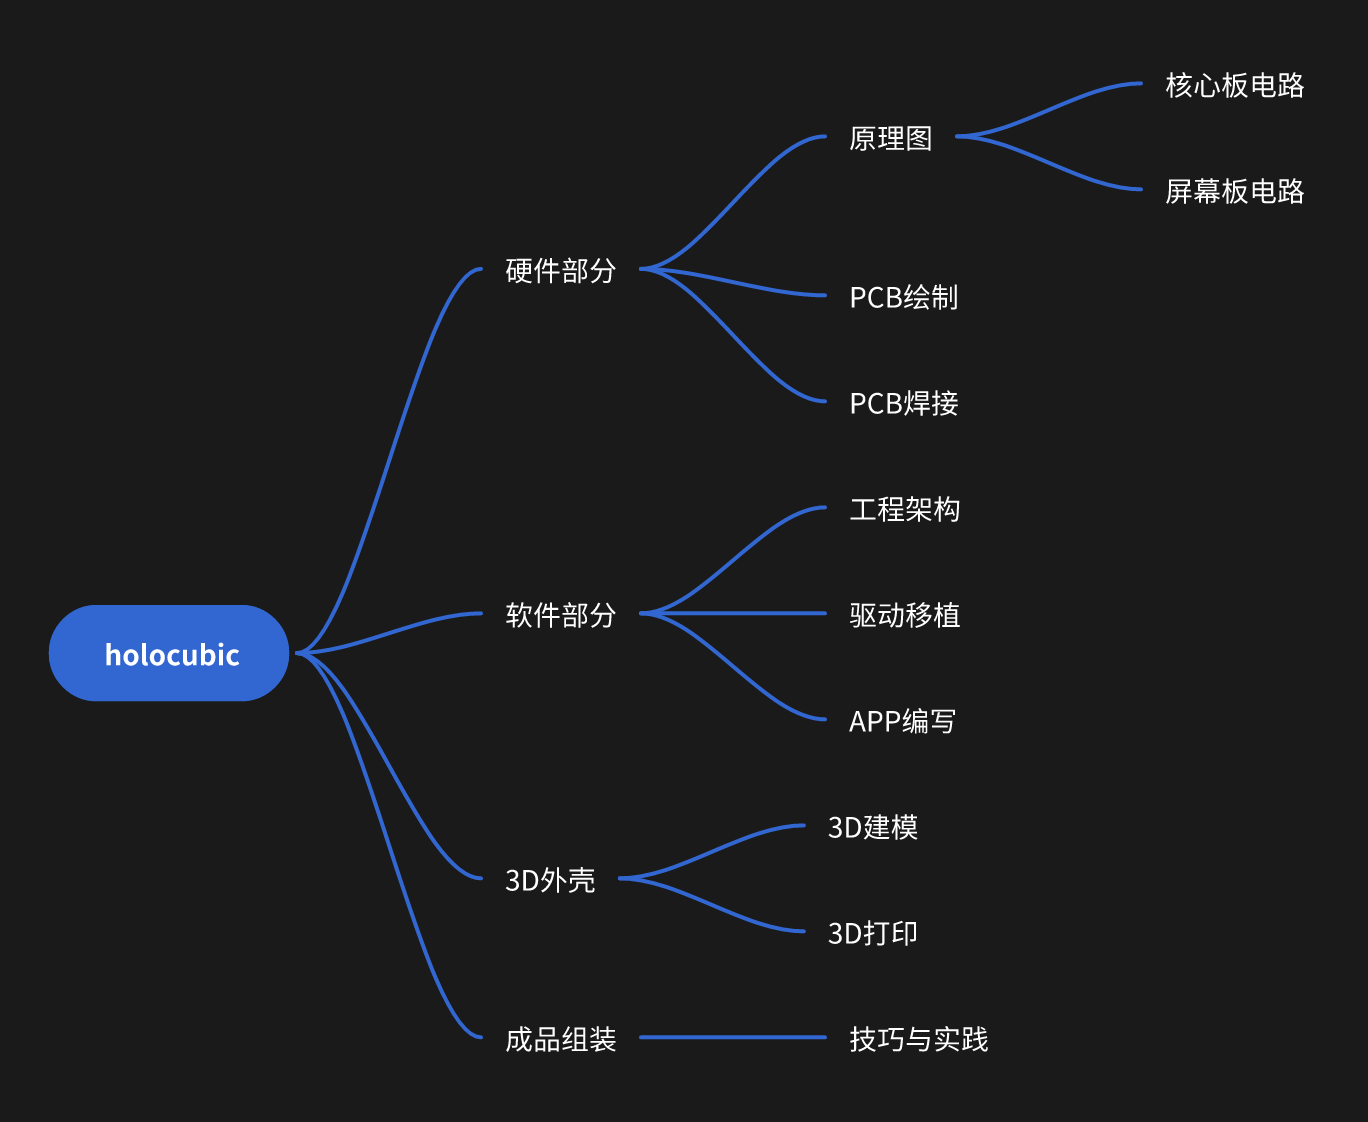 holocubic
硬件部分
原理图
核心板电路
屏幕板电路
PCB绘制
PCB焊接
软件部分
工程架构
驱动移植
APP编写
3D外壳
3D建模
3D打印
成品组装
技巧与实践